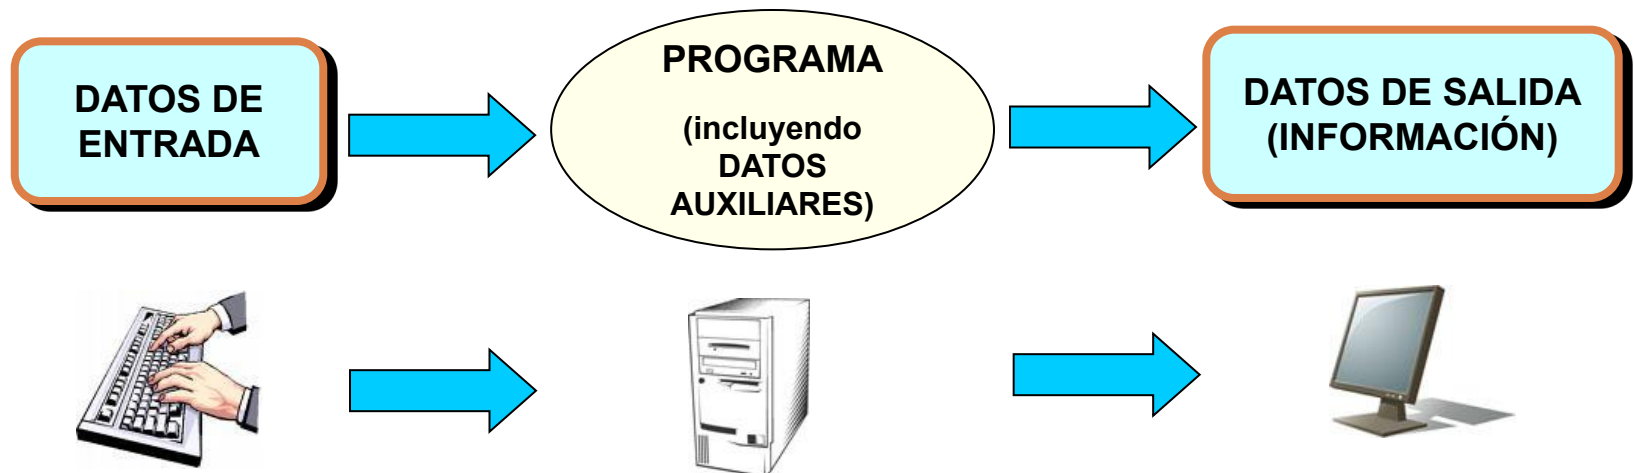 DATOS DE
ENTRADA
PROGRAMA
(incluyendo
DATOS
AUXILIARES)
DATOS DE SALIDA
(INFORMACIÓN)